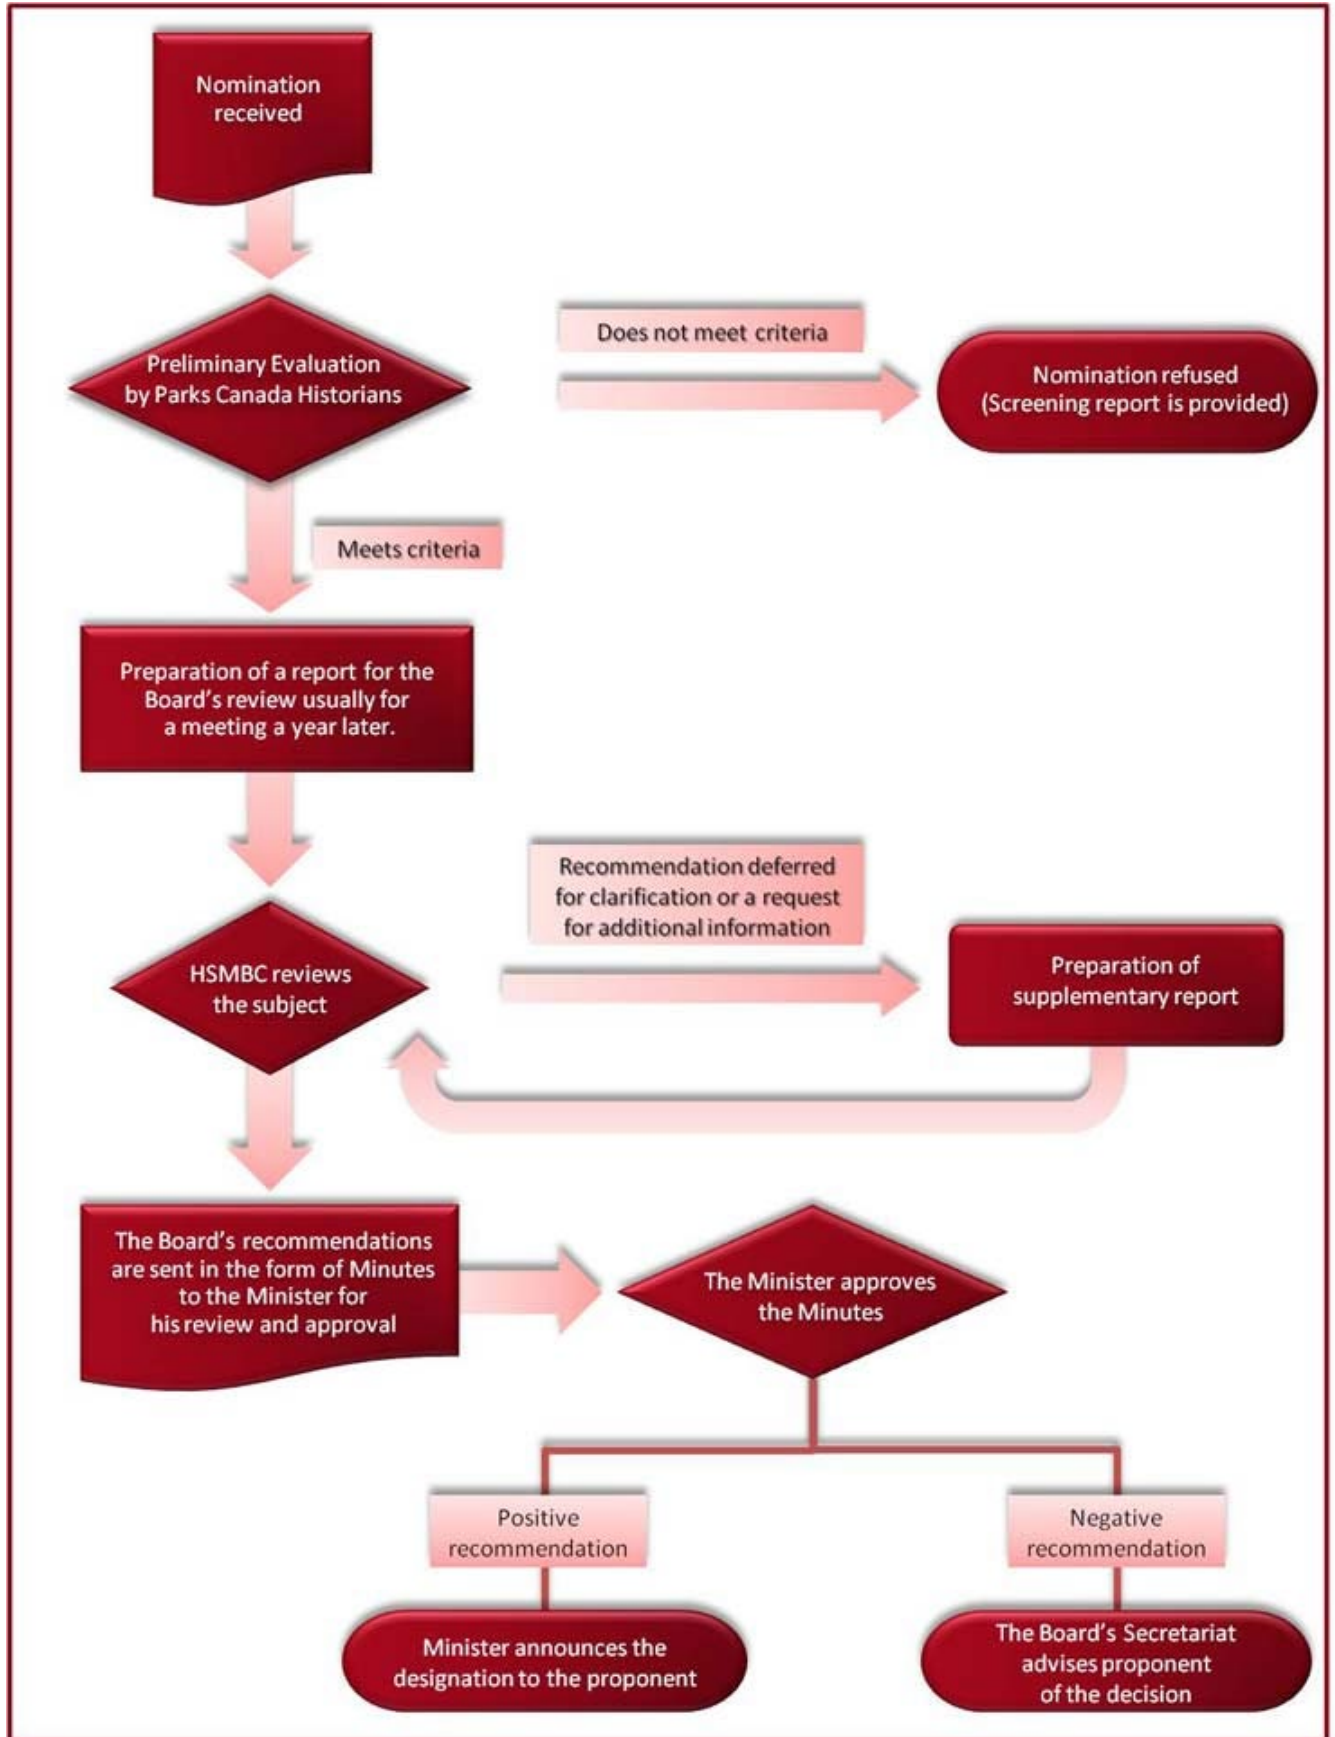 Nomination
received
Preliminary Evaluation
by Parks Canada Historians
Does not meet criteria
Nomination refused
(Screening report is provided)
Meets criteria
Preparation of a report for the
Board's review usually for
a meeting a year later.
HSMBC reviews
the subject
Recommendation deferred
for clarification or a request
for additional information
Preparation of
supplementary report
The Board's recommendations
are sent in the form of Minutes
to the Minister for
his review and approval
The Minister approves
the Minutes
Positive
recommendation
Negative
recommendation
Minister announces the
designation to the proponent
The Board's Secretariat
advises proponent
of the decision